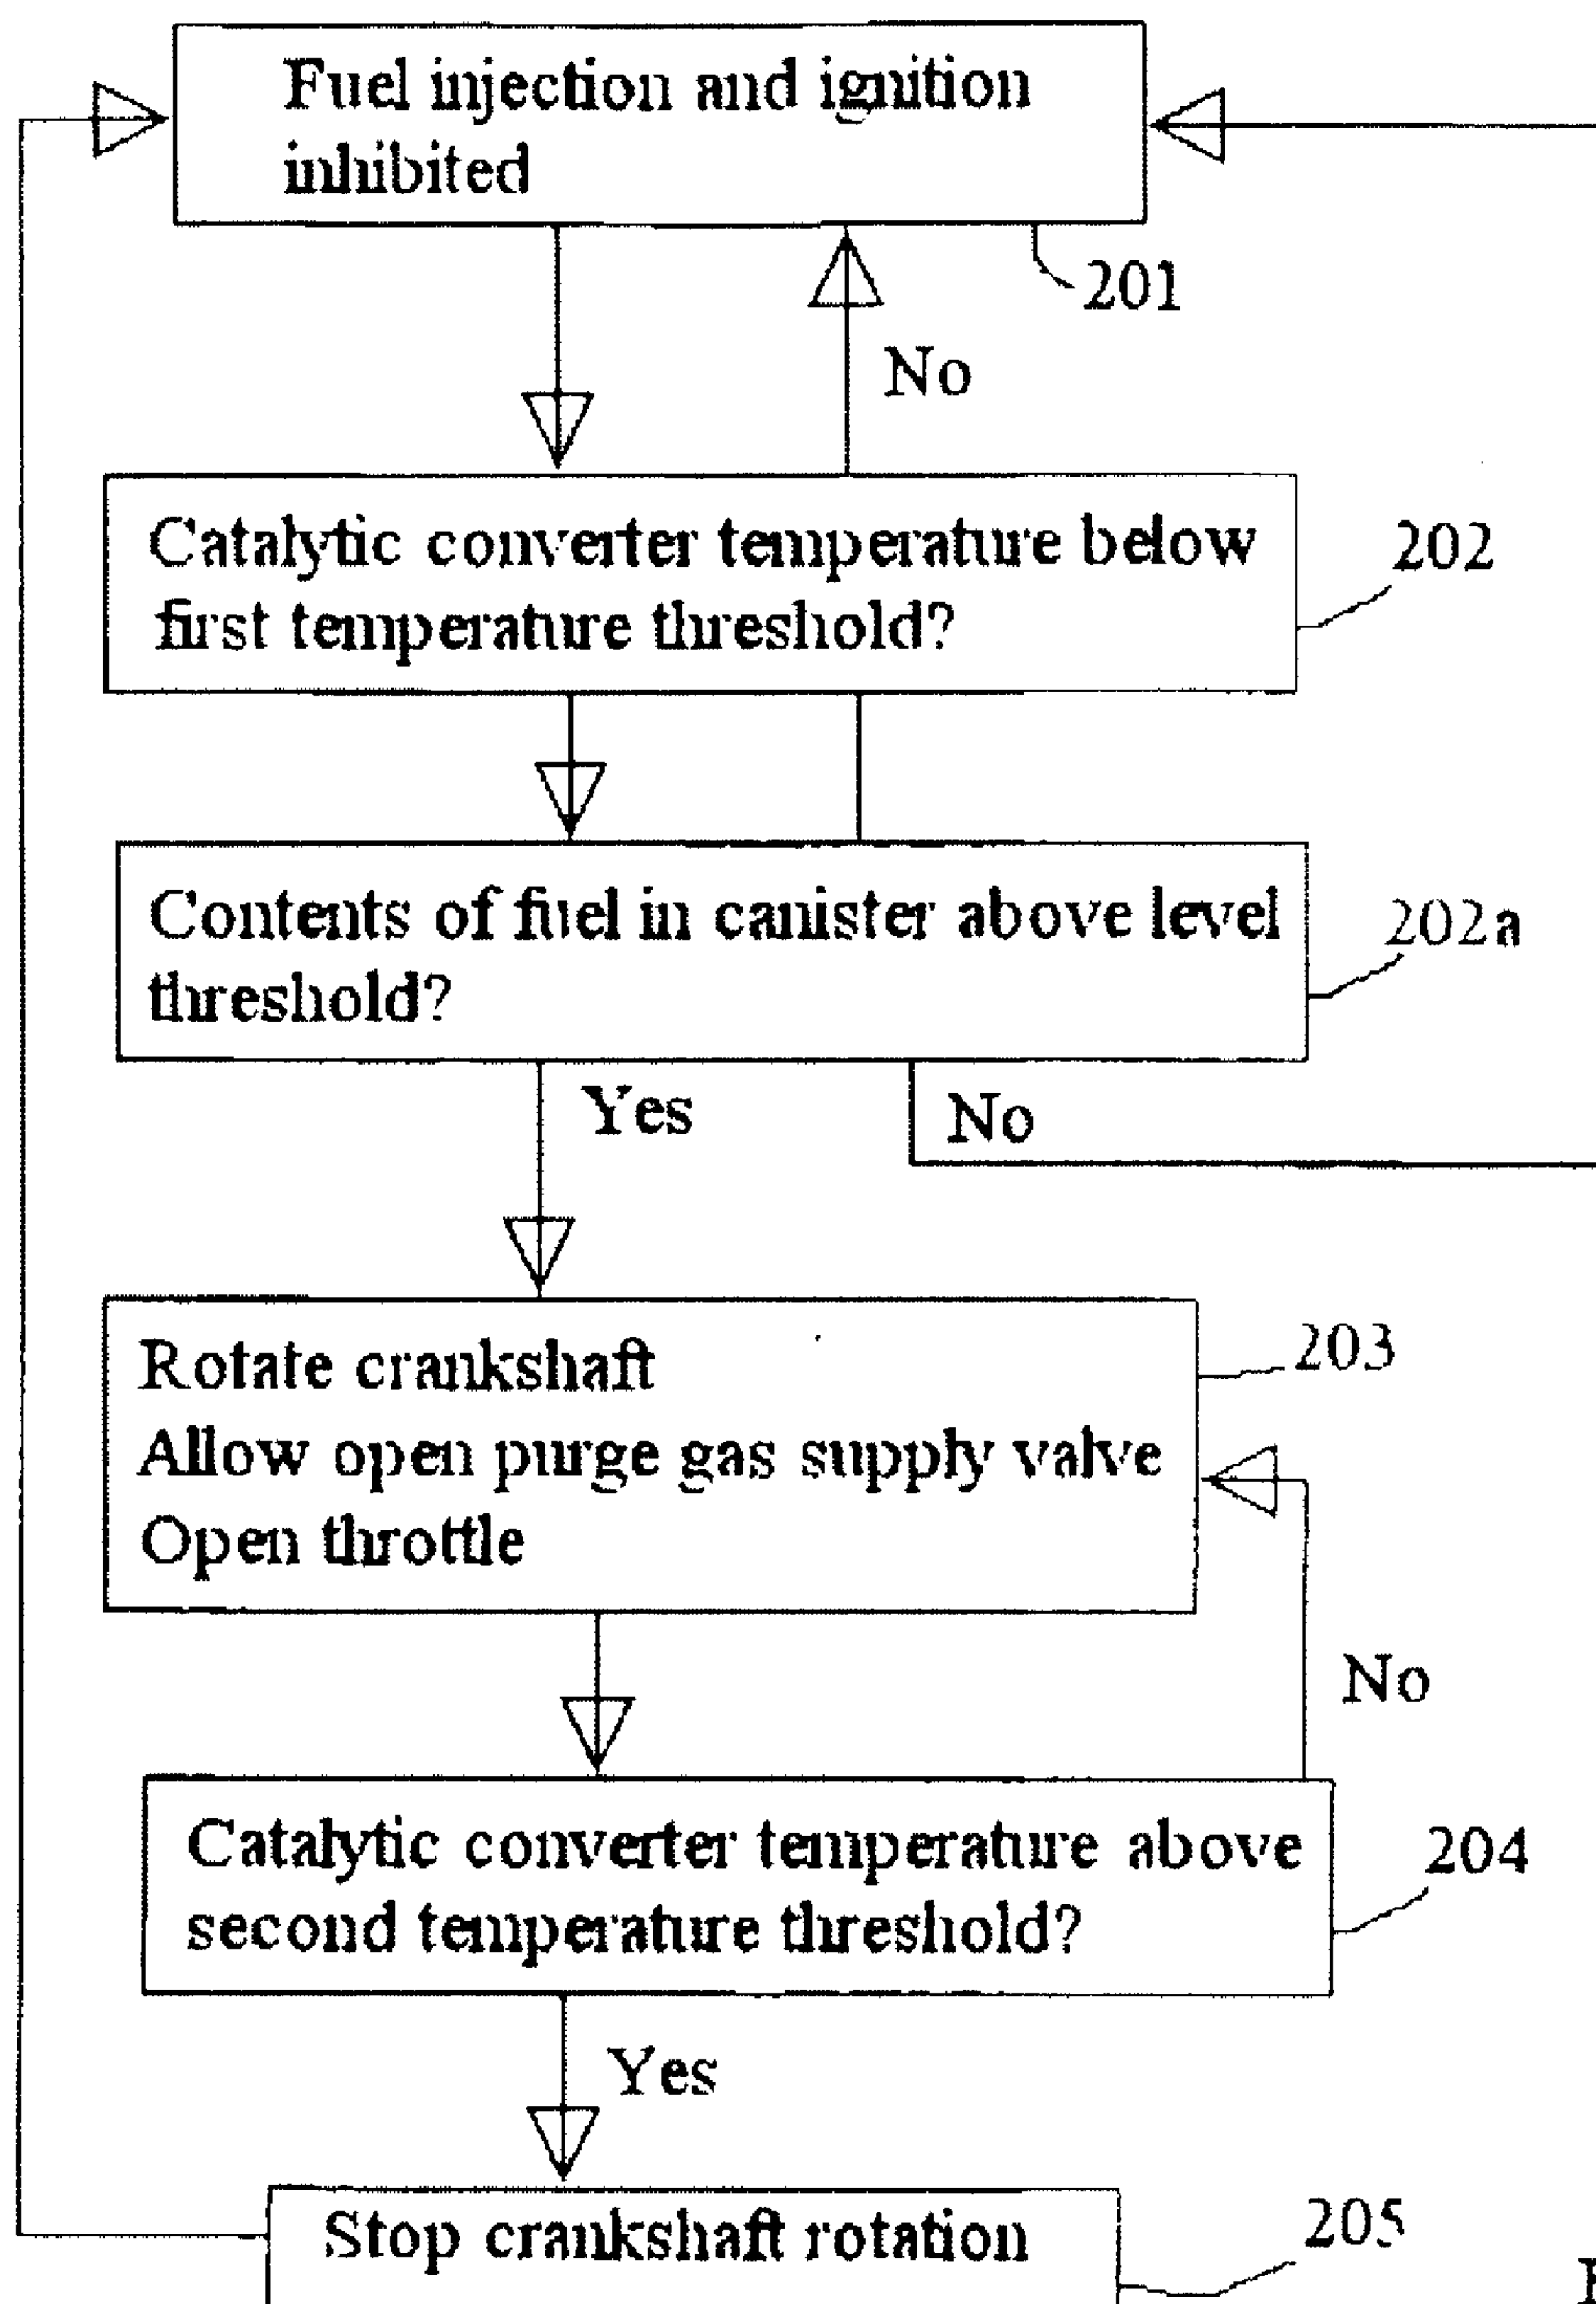 Fuel injection and ignition
inhibited
201
No
Catalytic converter temperature below
first temperature threshold?
202
Contents of fuel in canister above level
threshold?
202a
Yes
No
Rotate crankshaft
Allow open purge gas supply valve
Open throttle
203
No
Catalytic converter temperature above
second temperature threshold?
204
Yes
Stop crankshaft rotation
205